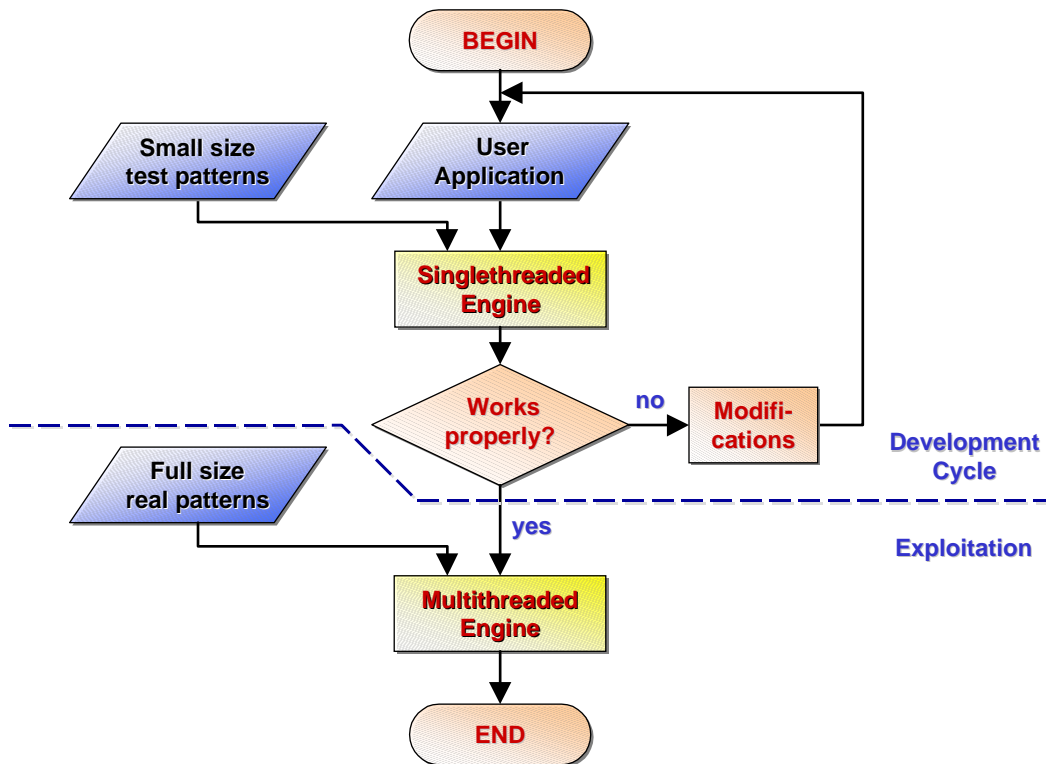 BEGIN
Small size
test patterns
User
Application
Singlethreaded
Engine
Works
properly?
no
Modifi-
cations
Development
Cycle
Full size
real patterns
yes
Exploitation
Multithreaded
Engine
END